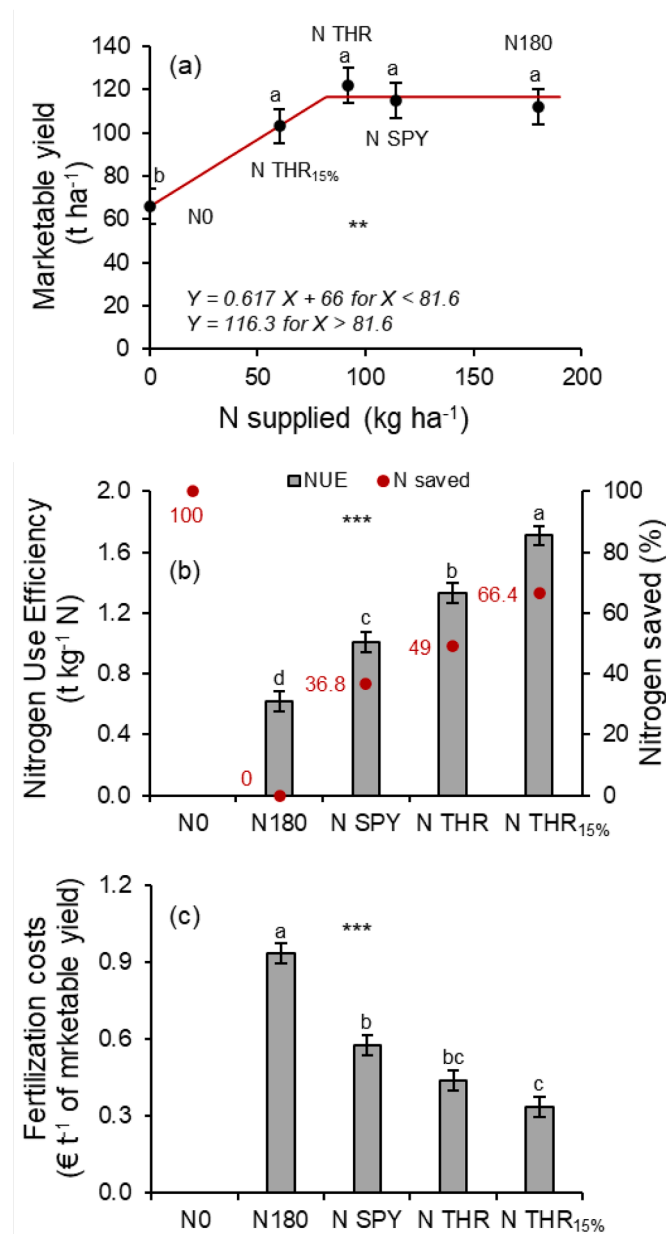 (a)
N THR
N180
a
a
a
a
b
N THR15%
N SPY
N0
**
Y = 0.617 X + 66 for X < 81.6
Y = 116.3 for X > 81.6
Marketable yield
(t ha-1)
140
120
100
80
60
40
20
0
0 50 100 150 200
N supplied (kg ha-1)
NUE N saved
(b)
***
100
0
36.8
49
66.4
d
c
b
a
Nitrogen Use Efficiency
(t kg-1 N)
2.0
1.6
1.2
0.8
0.4
0.0
Nitrogen saved (%)
100
80
60
40
20
0
N0 N180 N SPY N THR N THR15%
(c)
***
a
b
bc
c
Fertilization costs
(€ t-1 of mrketable yield)
1.2
0.9
0.6
0.3
0.0
N0 N180 N SPY N THR N THR15%